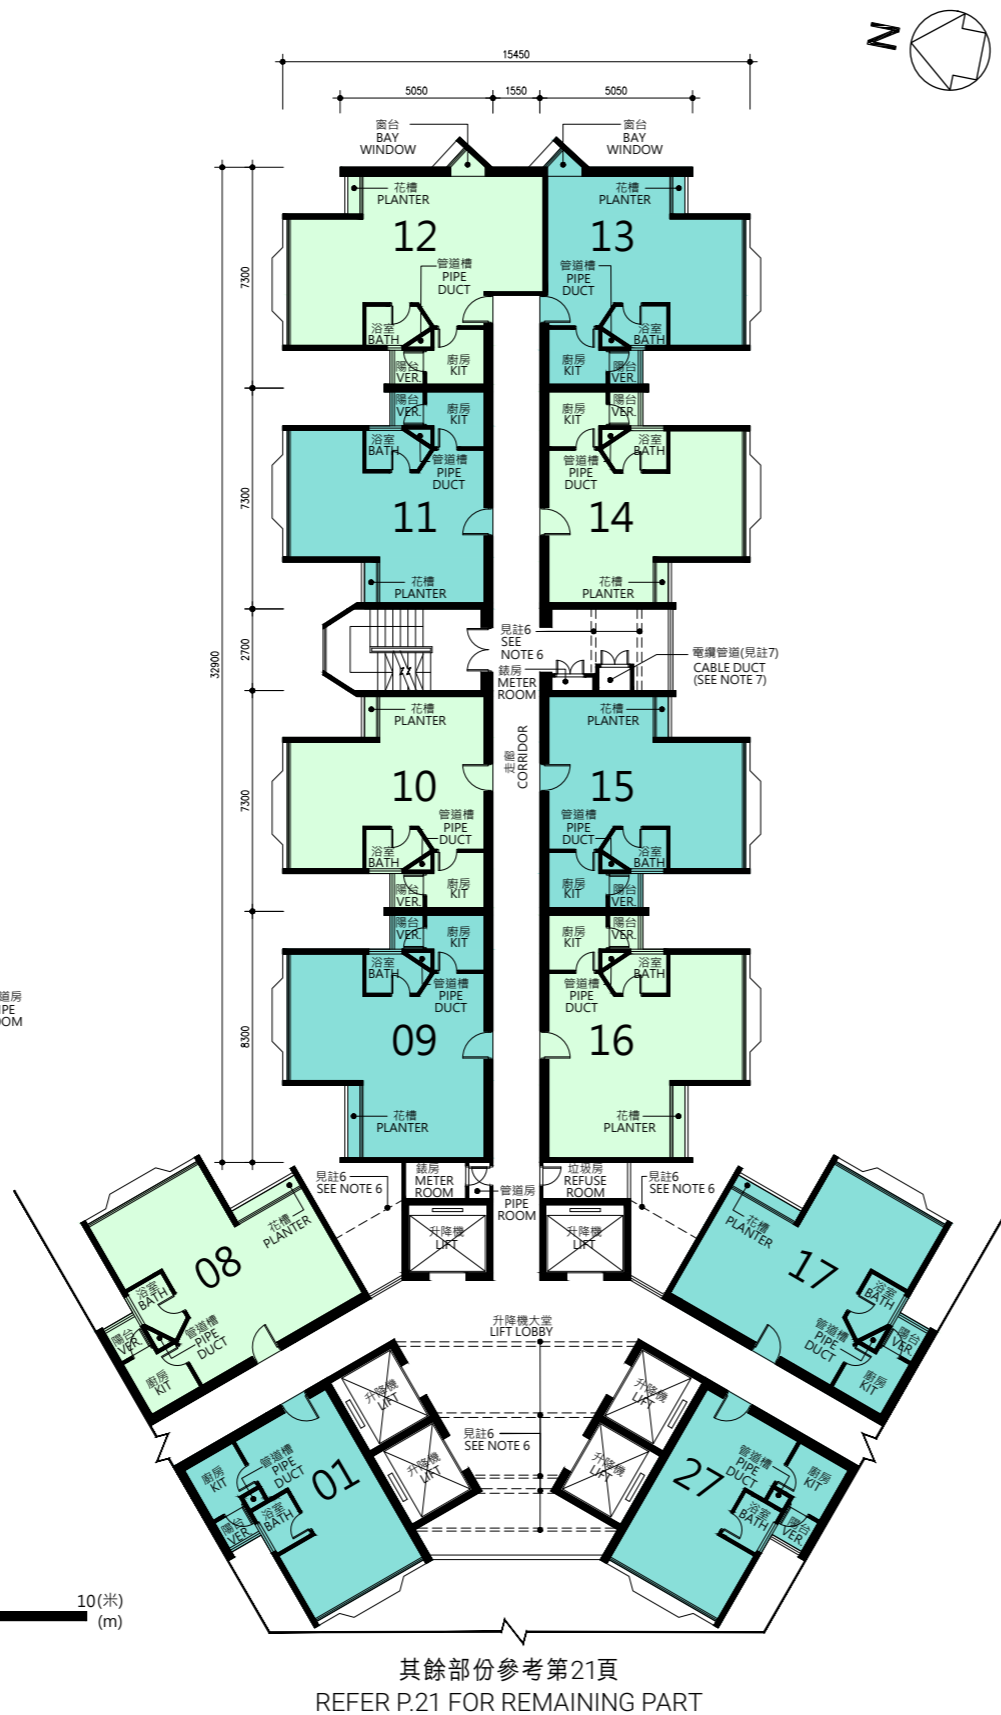 N
15450
5050
1550
5050
窗台
BAY
WINDOW
窗台
BAY
WINDOW
花槽
PLANTER
花槽
PLANTER
12
13
管道槽
PIPE
DUCT
管道槽
PIPE
DUCT
7300
浴室
BATH
浴室
BATH
陽台
VER.
廚房
KIT
廚房
KIT
陽台
VER.
陽台
VER.
廚房
KIT
廚房
KIT
陽台
VER.
浴室
BATH
浴室
BATH
管道槽
PIPE
DUCT
管道槽
PIPE
DUCT
7300
11
14
花槽
PLANTER
花槽
PLANTER
32900
2700
見註6
SEE
NOTE 6
錶房
METER
ROOM
電纜管道(見註7)
CABLE DUCT
(SEE NOTE 7)
花槽
PLANTER
花槽
PLANTER
走廊
CORRIDOR
7300
10
15
管道槽
PIPE
DUCT
管道槽
PIPE
DUCT
浴室
BATH
浴室
BATH
陽台
VER.
廚房
KIT
廚房
KIT
陽台
VER.
陽台
VER.
廚房
KIT
廚房
KIT
陽台
VER.
浴室
BATH
浴室
BATH
管道槽
PIPE
DUCT
管道槽
PIPE
DUCT
道房
IPE
OOM
8300
09
16
花槽
PLANTER
花槽
PLANTER
見註6
SEE NOTE 6
錶房
METER
ROOM
管道房
PIPE
ROOM
垃圾房
REFUSE
ROOM
見註6
SEE NOTE 6
花槽
PLANTER
花槽
PLANTER
升降機
LIFT
升降機
LIFT
08
17
浴室
BATH
浴室
BATH
陽台
VER.
管道槽
PIPE
DUCT
管道槽
PIPE
DUCT
陽台
VER.
廚房
KIT
廚房
KIT
升降機大堂
LIFT LOBBY
升降機
LIFT
升降機
LIFT
見註6
SEE NOTE 6
升降機
LIFT
升降機
LIFT
廚房
KIT
管道槽
PIPE
DUCT
01
27
管道槽
PIPE
DUCT
廚房
KIT
陽台
VER.
浴室
BATH
浴室
BATH
陽台
VER.
10(米)
(m)
其餘部份參考第21頁
REFER P.21 FOR REMAINING PART